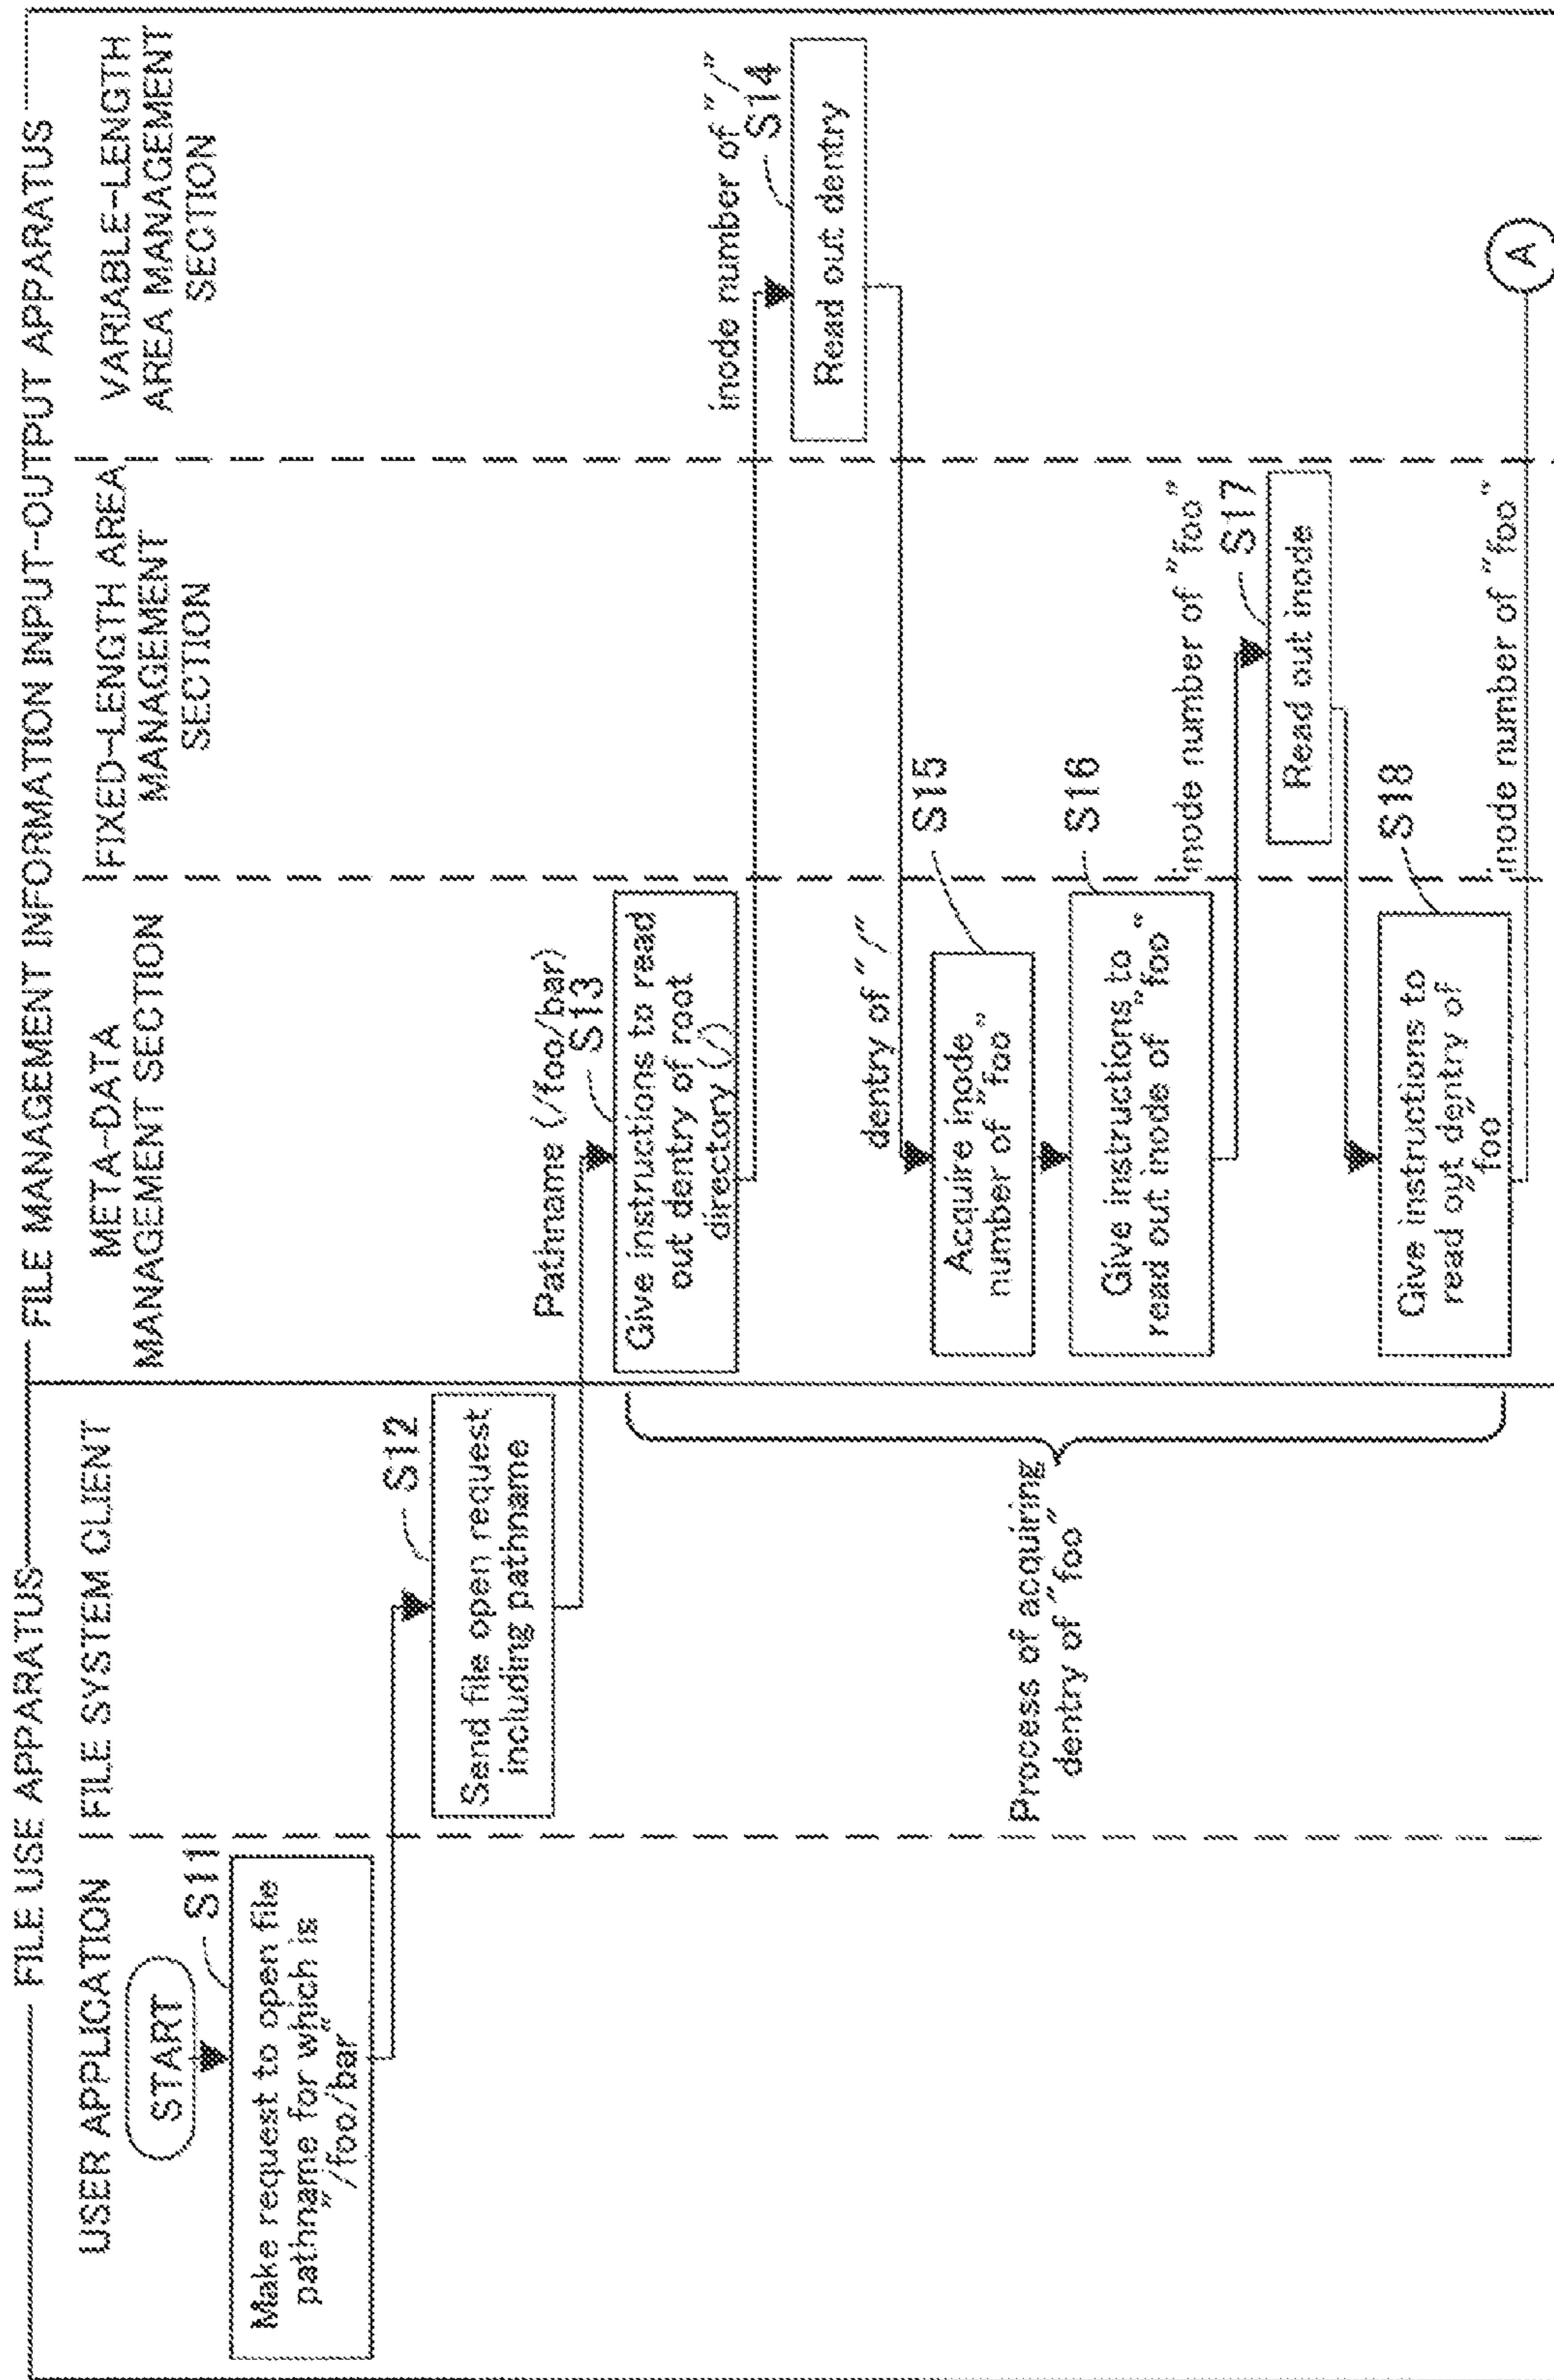 FILE USE APPARATUS
FILE MANAGEMENT INFORMATION INPUT-OUTPUT APPARATUS
USER APPLICATION
FILE SYSTEM CLIENT
META-DATA
MANAGEMENT SECTION
FIXED-LENGTH AREA
MANAGEMENT
SECTION
VARIABLE-LENGTH
AREA MANAGEMENT
SECTION
START
S11
Make request to open file
pathname for which is
"/foo/bar"
S12
Send file open request
including pathname
Pathname (/foo/bar)
S13
Give instructions to read
out dentry of root
directory (/)
inode number of "/"
S14
Read out dentry
dentry of "/"
S15
Acquire inode
number of "foo"
S16
Give instructions to
read out inode of "foo"
inode number of "foo"
S17
Read out inode
S18
Give instructions to
read out dentry of
"foo"
inode number of "foo"
A
Process of acquiring
dentry of "foo"